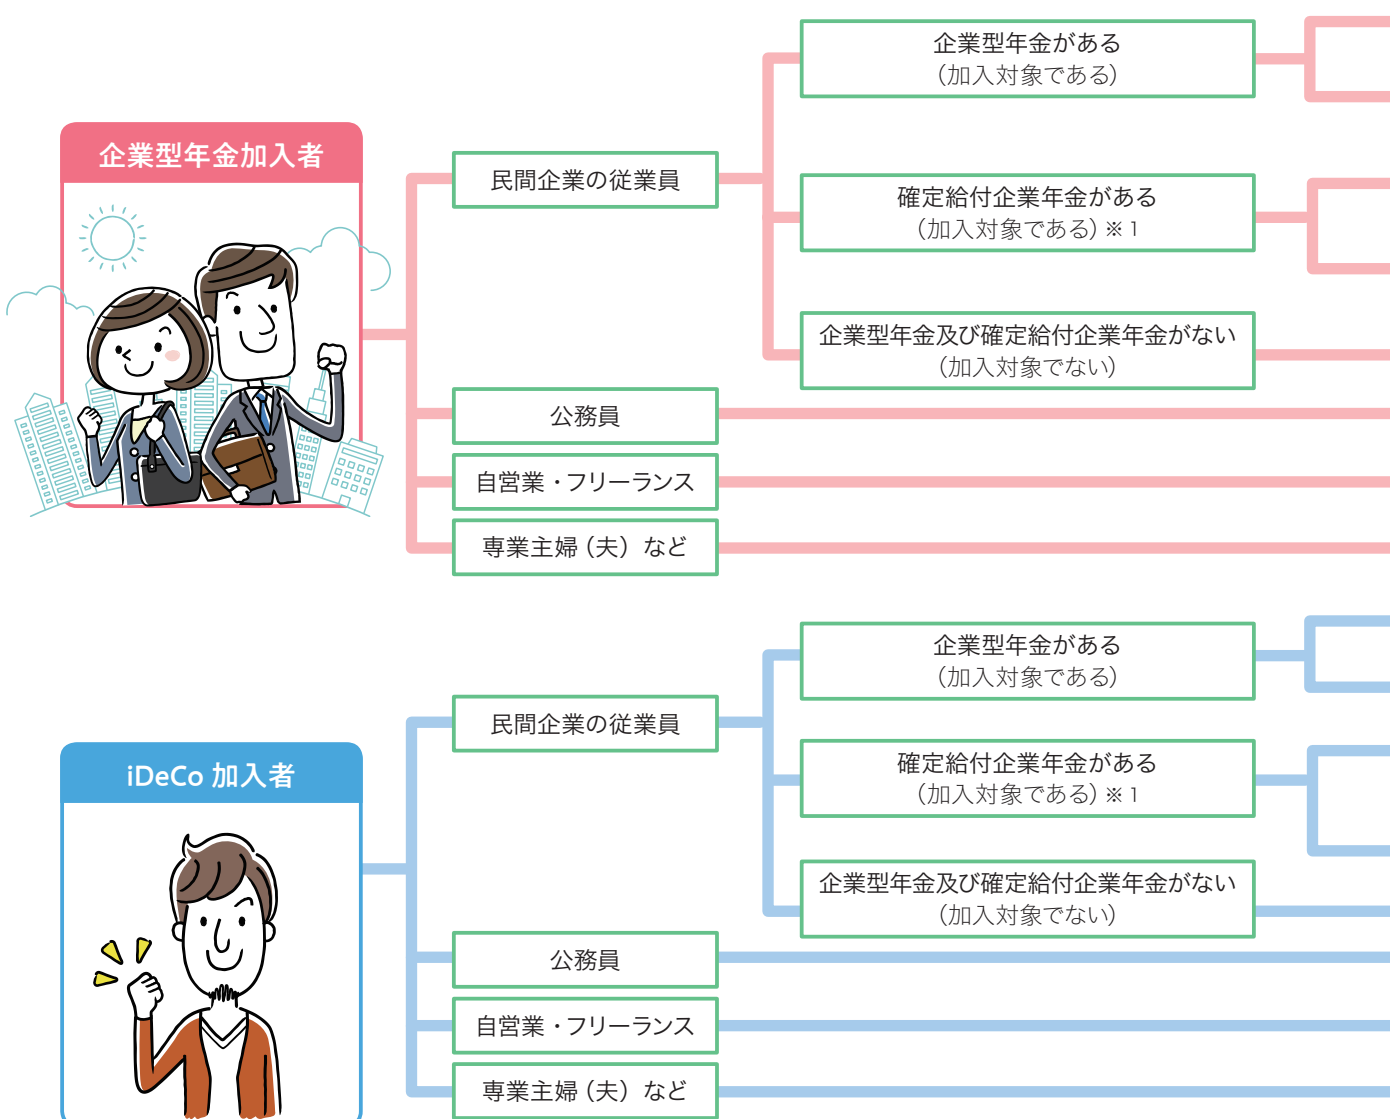 企業型年金加入者
民間企業の従業員
企業型年金がある
（加入対象である）
確定給付企業年金がある
（加入対象である）※1
企業型年金及び確定給付企業年金がない
（加入対象でない）
公務員
自営業・フリーランス
専業主婦（夫）など
iDeCo 加入者
民間企業の従業員
企業型年金がある
（加入対象である）
確定給付企業年金がある
（加入対象である）※1
企業型年金及び確定給付企業年金がない
（加入対象でない）
公務員
自営業・フリーランス
専業主婦（夫）など